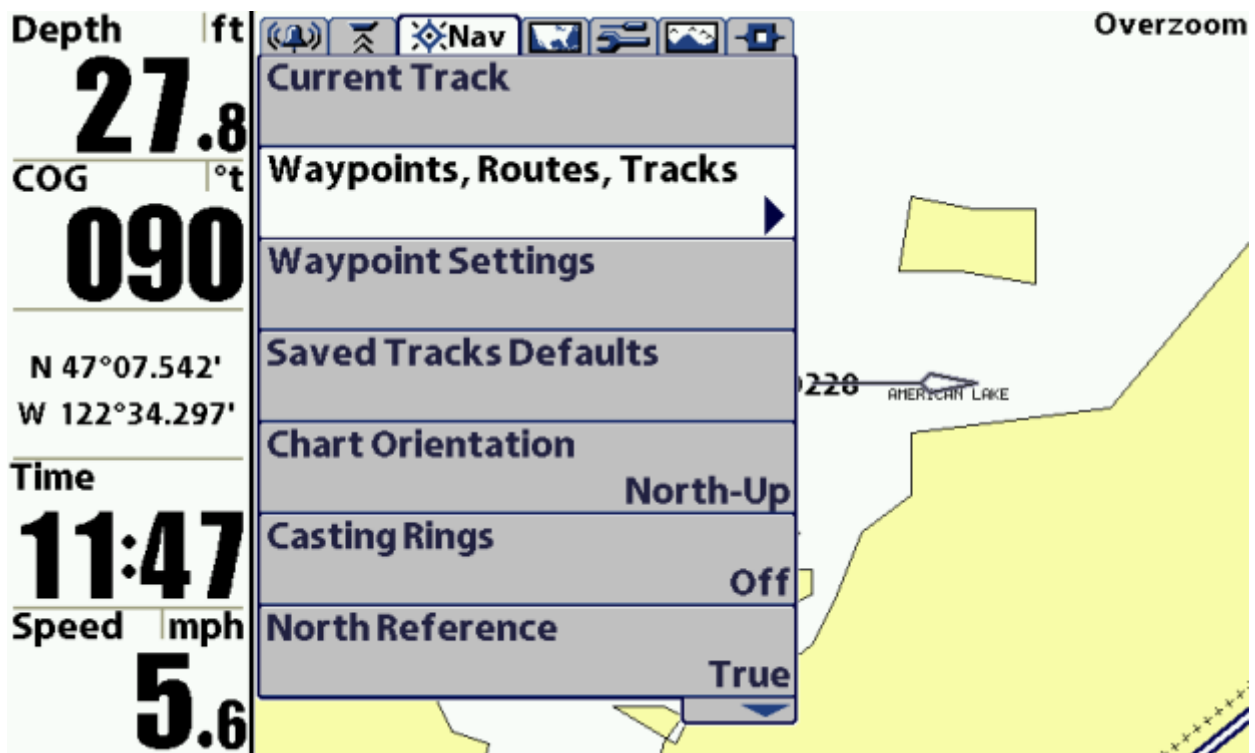 Depth ft
27.8
COG °t
090
N 47°07.542'
W 122°34.297'
Time
11:47
Speed mph
5.6
Nav
Current Track
Waypoints, Routes, Tracks
Waypoint Settings
Saved Tracks Defaults
Chart Orientation
North-Up
Casting Rings
Off
North Reference
True
Overzoom
AMERICAN LAKE